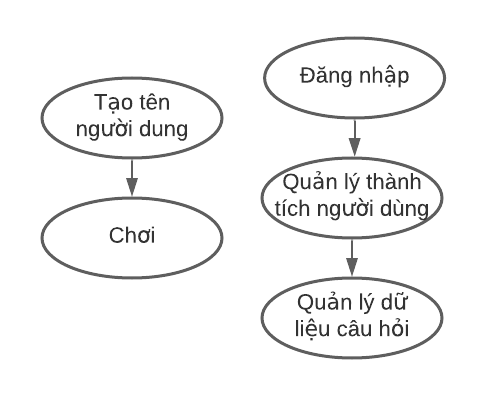 Tạo tên
người dung
Chơi
Đăng nhập
Quản lý thành
tích người dùng
Quản lý dữ
liệu câu hỏi